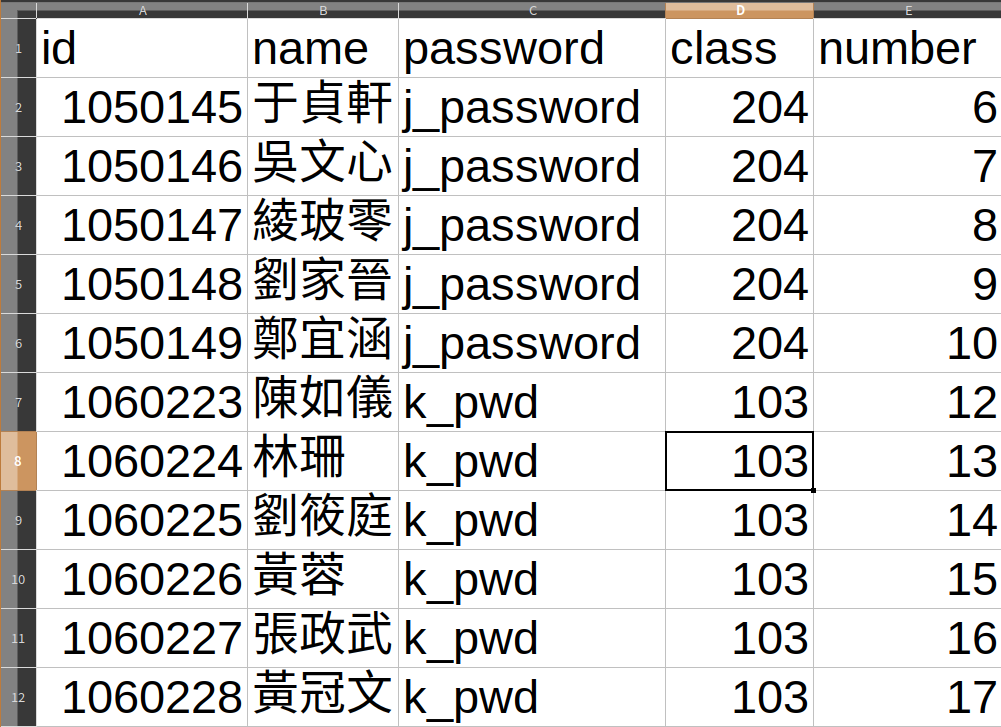 A B C D E
1 id name password class number
2 1050145 于貞軒 j_password 204 6
3 1050146 吳文心 j_password 204 7
4 1050147 綾玻零 j_password 204 8
5 1050148 劉家晉 j_password 204 9
6 1050149 鄭宜涵 j_password 204 10
7 1060223 陳如儀 k_pwd 103 12
8 1060224 林珊 k_pwd 103 13
9 1060225 劉筱庭 k_pwd 103 14
10 1060226 黃蓉 k_pwd 103 15
11 1060227 張政武 k_pwd 103 16
12 1060228 黃冠文 k_pwd 103 17